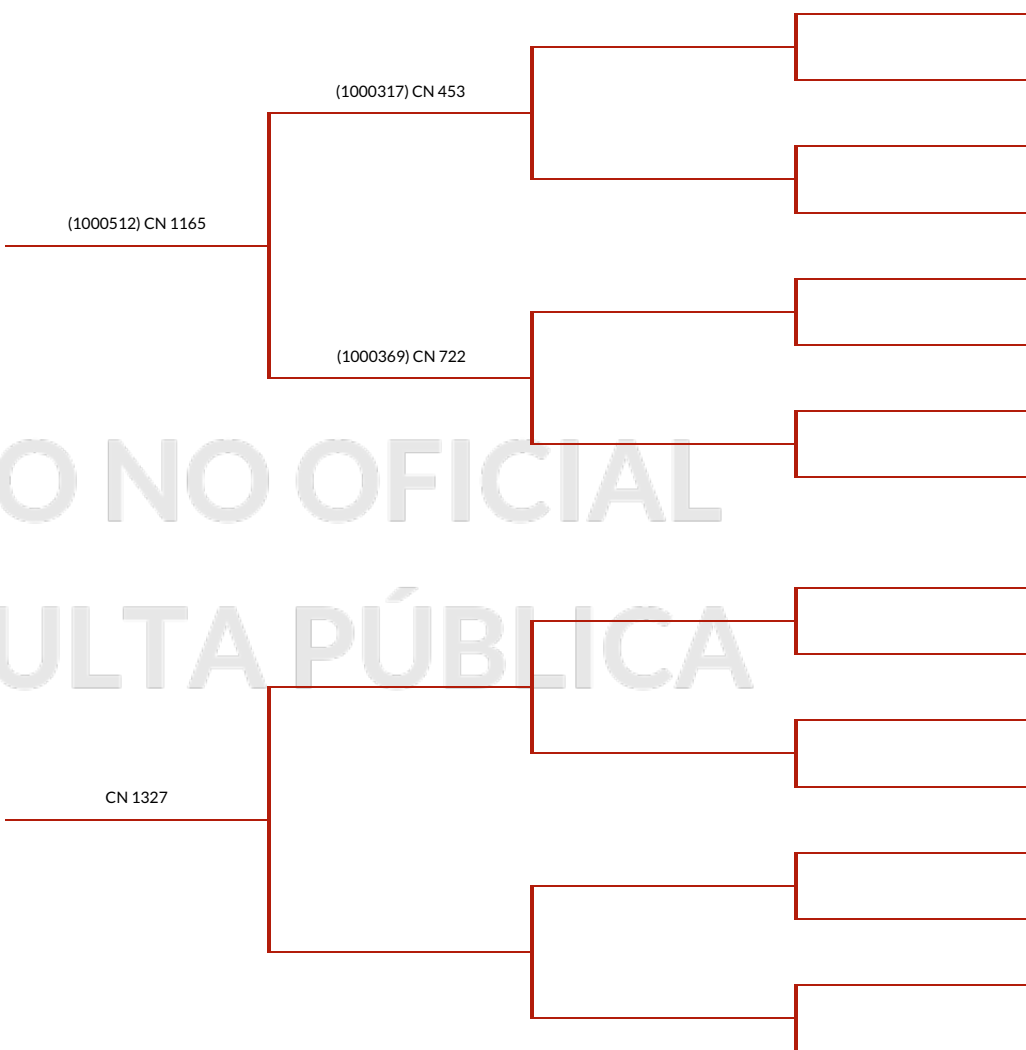 (1000317) CN 453
(1000512) CN 1165
(1000369) CN 722
O NO OFICIAL
ULTA PÚBLICA
CN 1327